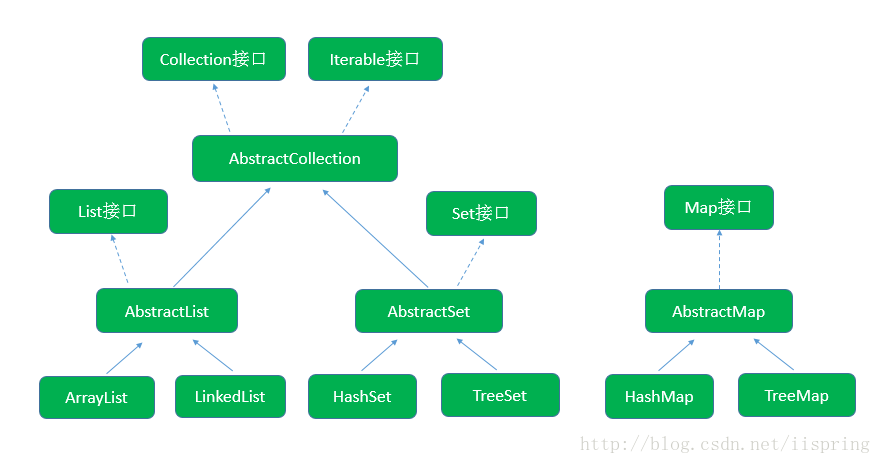 Collection接口
Iterable接口
AbstractCollection
List接口
Set接口
Map接口
AbstractList
AbstractSet
AbstractMap
ArrayList
LinkedList
HashSet
TreeSet
HashMap
TreeMap
http://blog.csdn.net/iispring